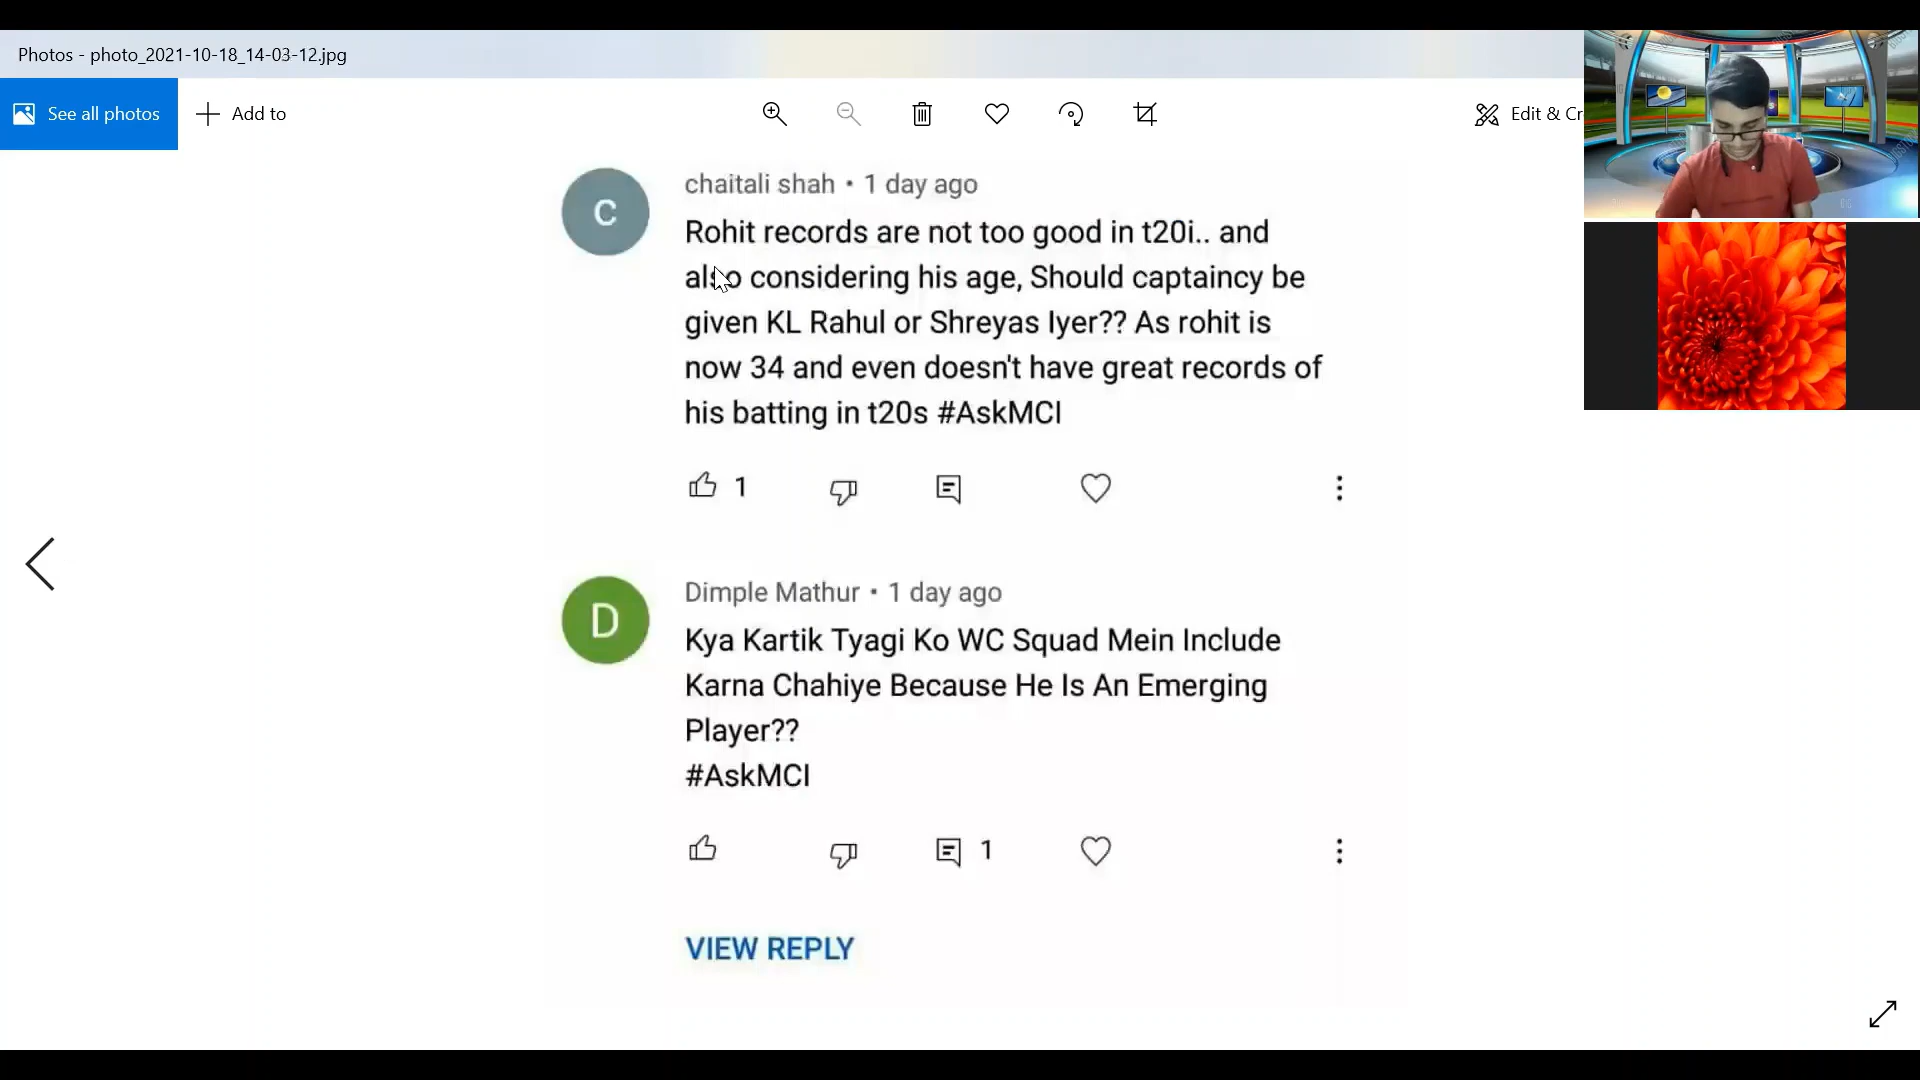 Photos - photo_2021-10-18_14-03-12.jpg
See all photos
Add to
Edit & Cr
C
chaitali shah • 1 day ago
Rohit records are not too good in t20i.. and
also considering his age, Should captaincy be
given KL Rahul or Shreyas Iyer?? As rohit is
now 34 and even doesn't have great records of
his batting in t20s #AskMCI
1
D
Dimple Mathur • 1 day ago
Kya Kartik Tyagi Ko WC Squad Mein Include
Karna Chahiye Because He Is An Emerging
Player??
#AskMCI
1
VIEW REPLY